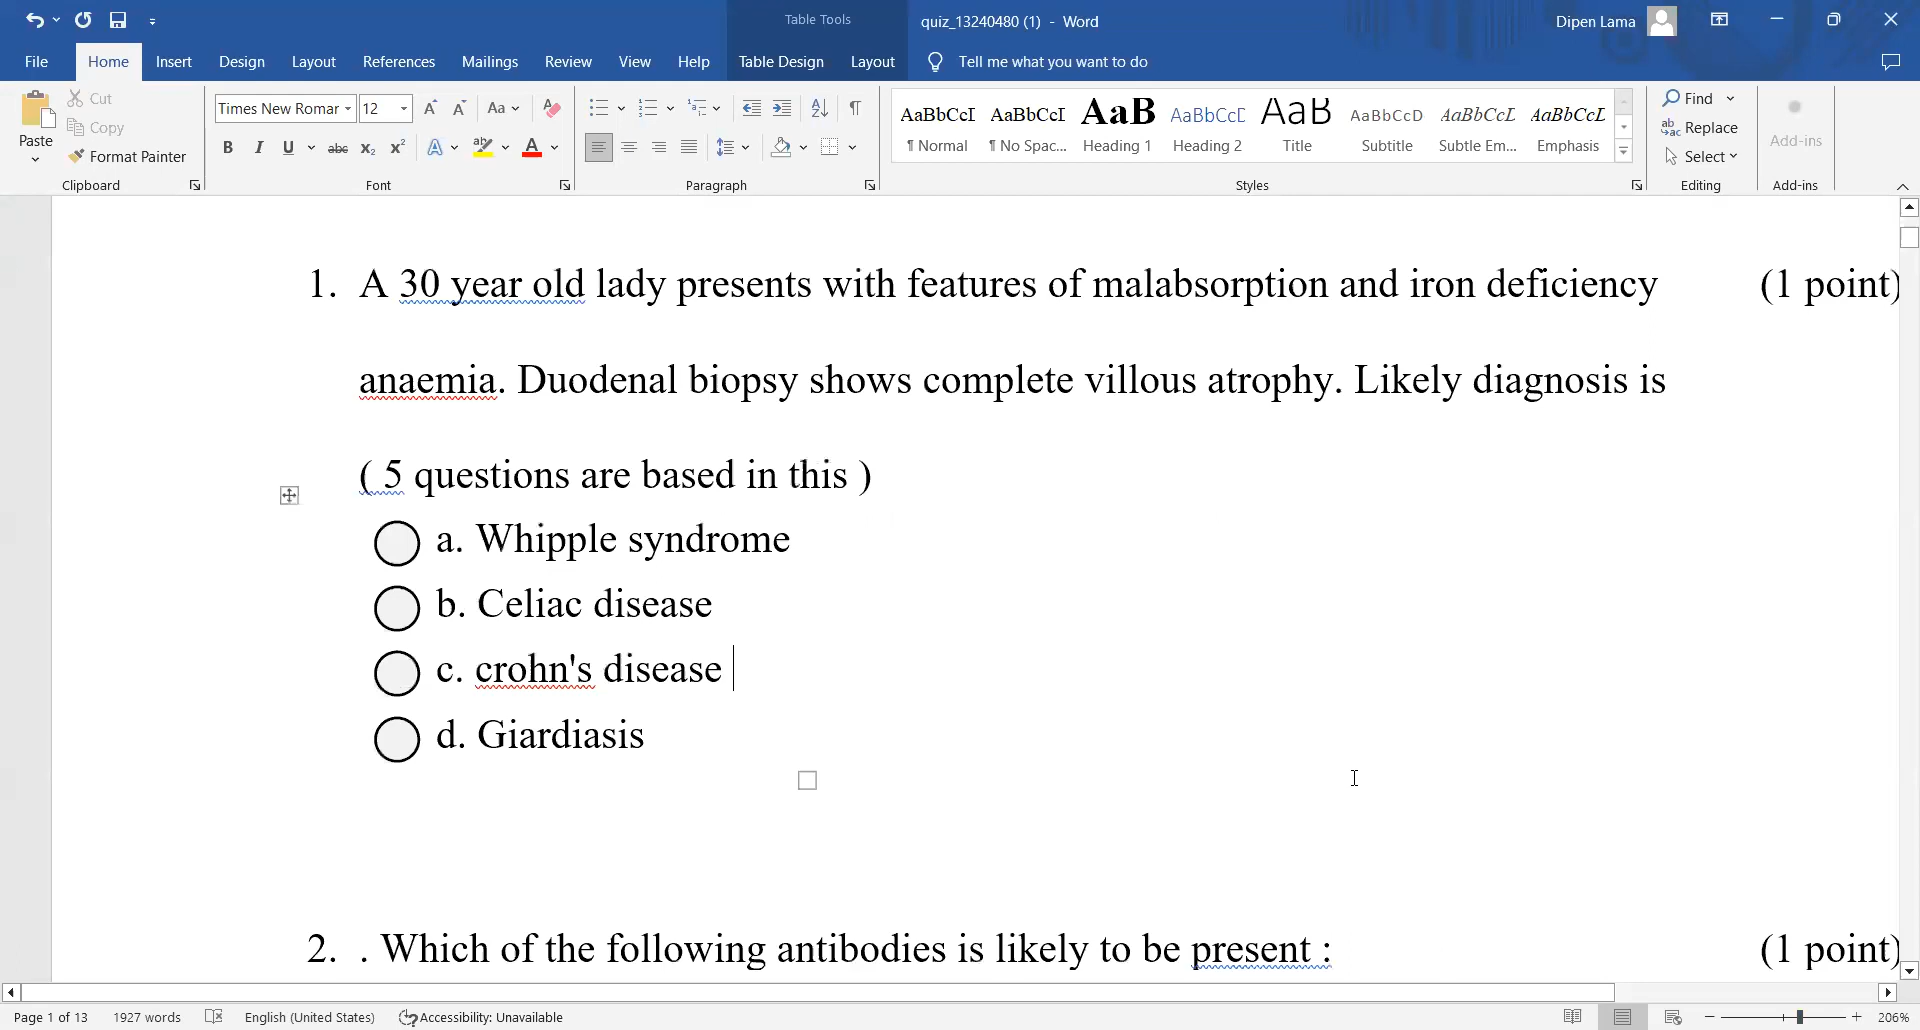 Table Tools
quiz_13240480 (1) - Word
Dipen Lama
File Home Insert Design Layout References Mailings Review View Help Table Design Layout Tell me what you want to do
Paste
Cut
Copy
Format Painter
Clipboard
Times New Romar 12
Aa
B I U abc x₂ x² A ab A
Font
Paragraph
AaBbCcI AaBbCcI AaB AaBbCcI AaB AaBbCcD AaBbCcL AaBbCcL
¶ Normal ¶ No Spac... Heading 1 Heading 2 Title Subtitle Subtle Em... Emphasis
Styles
Find
Replace
Select
Editing
Add-ins
Add-ins
1. A 30 year old lady presents with features of malabsorption and iron deficiency (1 point)
anaemia. Duodenal biopsy shows complete villous atrophy. Likely diagnosis is
( 5 questions are based in this )
a. Whipple syndrome
b. Celiac disease
c. crohn's disease
d. Giardiasis
2. . Which of the following antibodies is likely to be present : (1 point)
Page 1 of 13 1927 words English (United States) Accessibility: Unavailable 206%